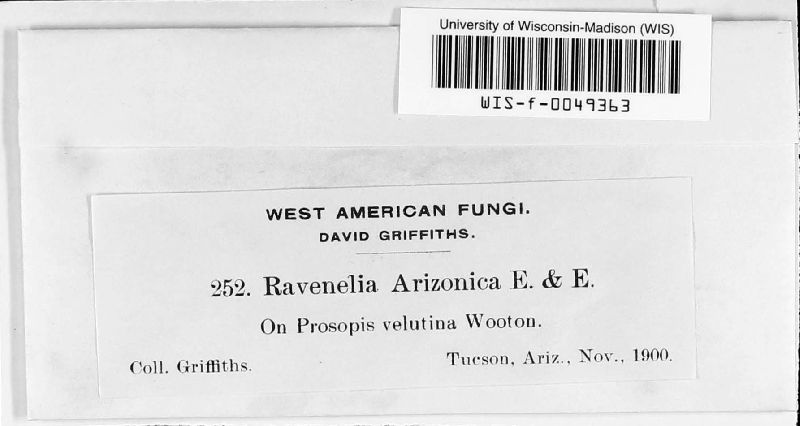 University of Wisconsin-Madison (WIS)
WIS-f-0049363
WEST AMERICAN FUNGI.
DAVID GRIFFITHS.
252. Ravenelia Arizonica E. & E.
On Prosopis velutina Wooton.
Coll. Griffiths. Tucson, Ariz., Nov., 1900.